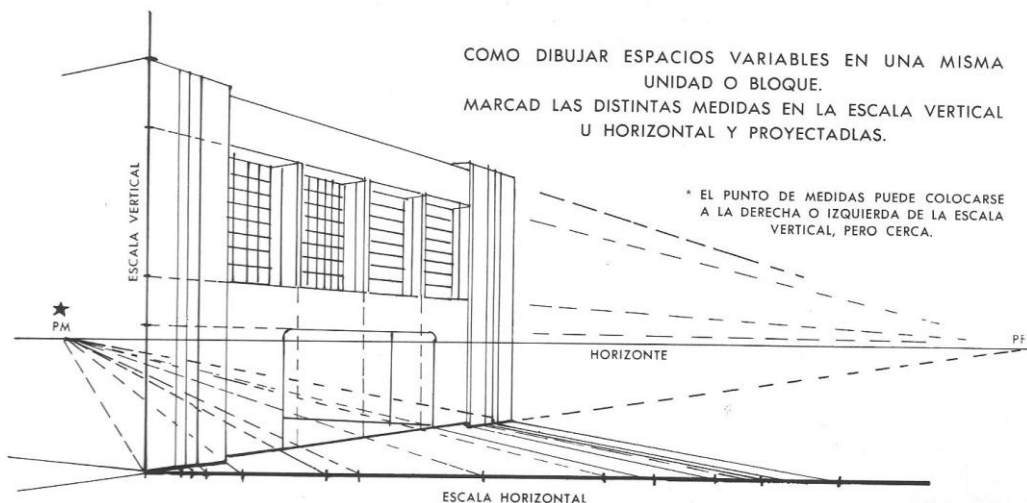 COMO DIBUJAR ESPACIOS VARIABLES EN UNA MISMA
UNIDAD O BLOQUE.
MARCAD LAS DISTINTAS MEDIDAS EN LA ESCALA VERTICAL
U HORIZONTAL Y PROYECTADLAS.
* EL PUNTO DE MEDIDAS PUEDE COLOCARSE
A LA DERECHA O IZQUIERDA DE LA ESCALA
VERTICAL, PERO CERCA.
ESCALA VERTICAL
★
PM
HORIZONTE
PF
ESCALA HORIZONTAL